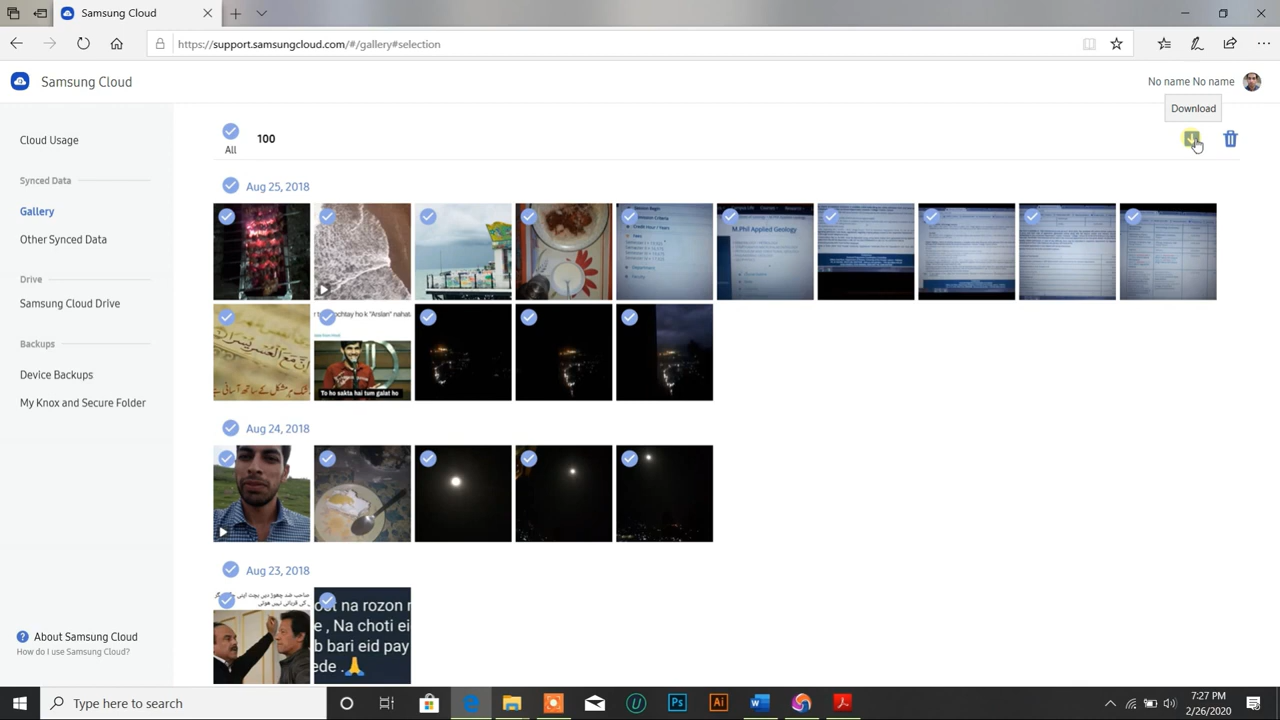 Samsung Cloud
https://support.samsungcloud.com/#/gallery#selection
Samsung Cloud
No name No name
Download
Cloud Usage
Synced Data
Gallery
Other Synced Data
Drive
Samsung Cloud Drive
Backups
Device Backups
My Knox and Secure Folder
About Samsung Cloud
How do I use Samsung Cloud?
All
100
Aug 25, 2018
Credit Hour - Years
M.Phil Applied Geology
To ho sakta hai tum galat ho
Aug 24, 2018
Aug 23, 2018
na rozon
, Na choti
bari eid pay
Type here to search
7:27 PM
2/26/2020